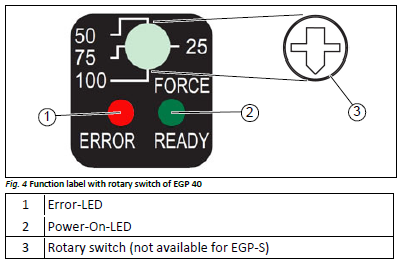 50
75
25
100
FORCE
1
2
3
ERROR
READY
Fig. 4 Function label with rotary switch of EGP 40
1 Error-LED
2 Power-On-LED
3 Rotary switch (not available for EGP-S)